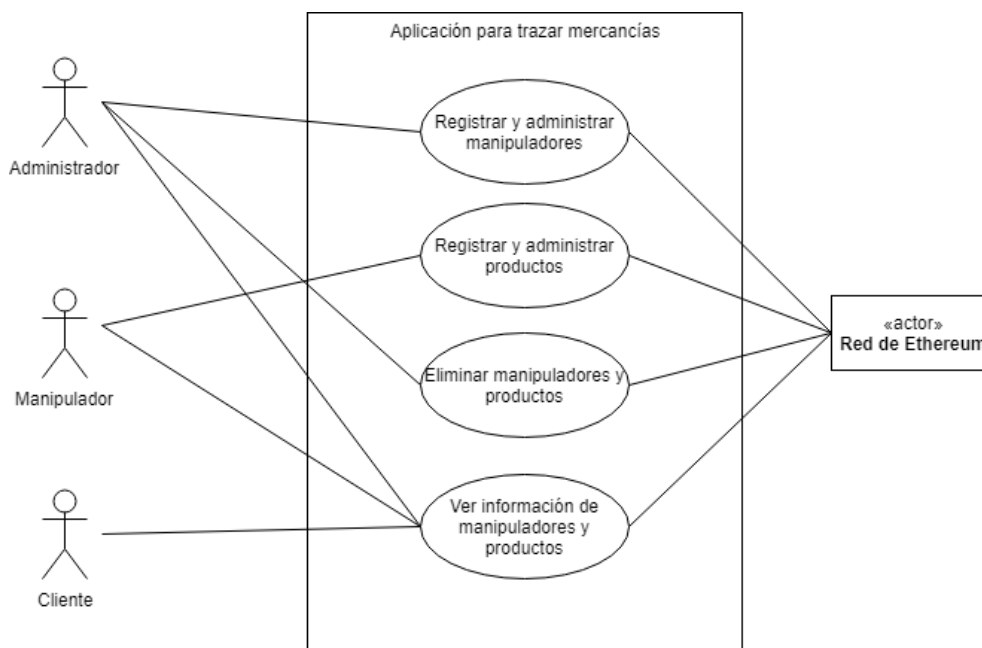 Aplicación para trazar mercancías
Administrador
Registrar y administrar
manipuladores
Registrar y administrar
productos
Manipulador
«actor»
Red de Ethereum
Eliminar manipuladores y
productos
Ver información de
manipuladores y
productos
Cliente